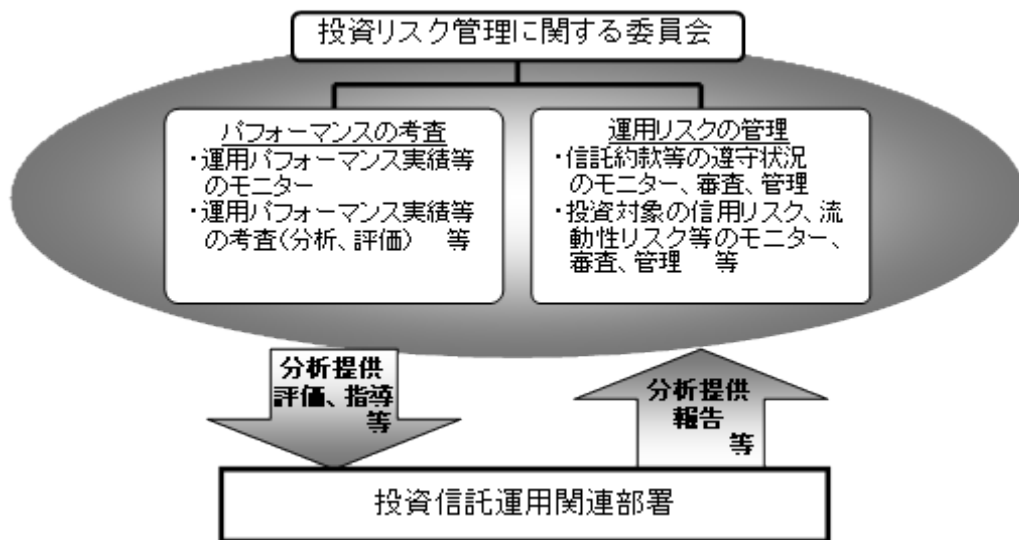 投資リスク管理に関する委員会
パフォーマンスの考査
・運用パフォーマンス実績等
のモニター
・運用パフォーマンス実績等
の考査(分析、評価) 等
運用リスクの管理
・信託約款等の遵守状況
のモニター、審査、管理
・投資対象の信用リスク、流
動性リスク等のモニター、
審査、管理 等
分析提供
評価、指導
等
分析提供
報告
等
投資信託運用関連部署